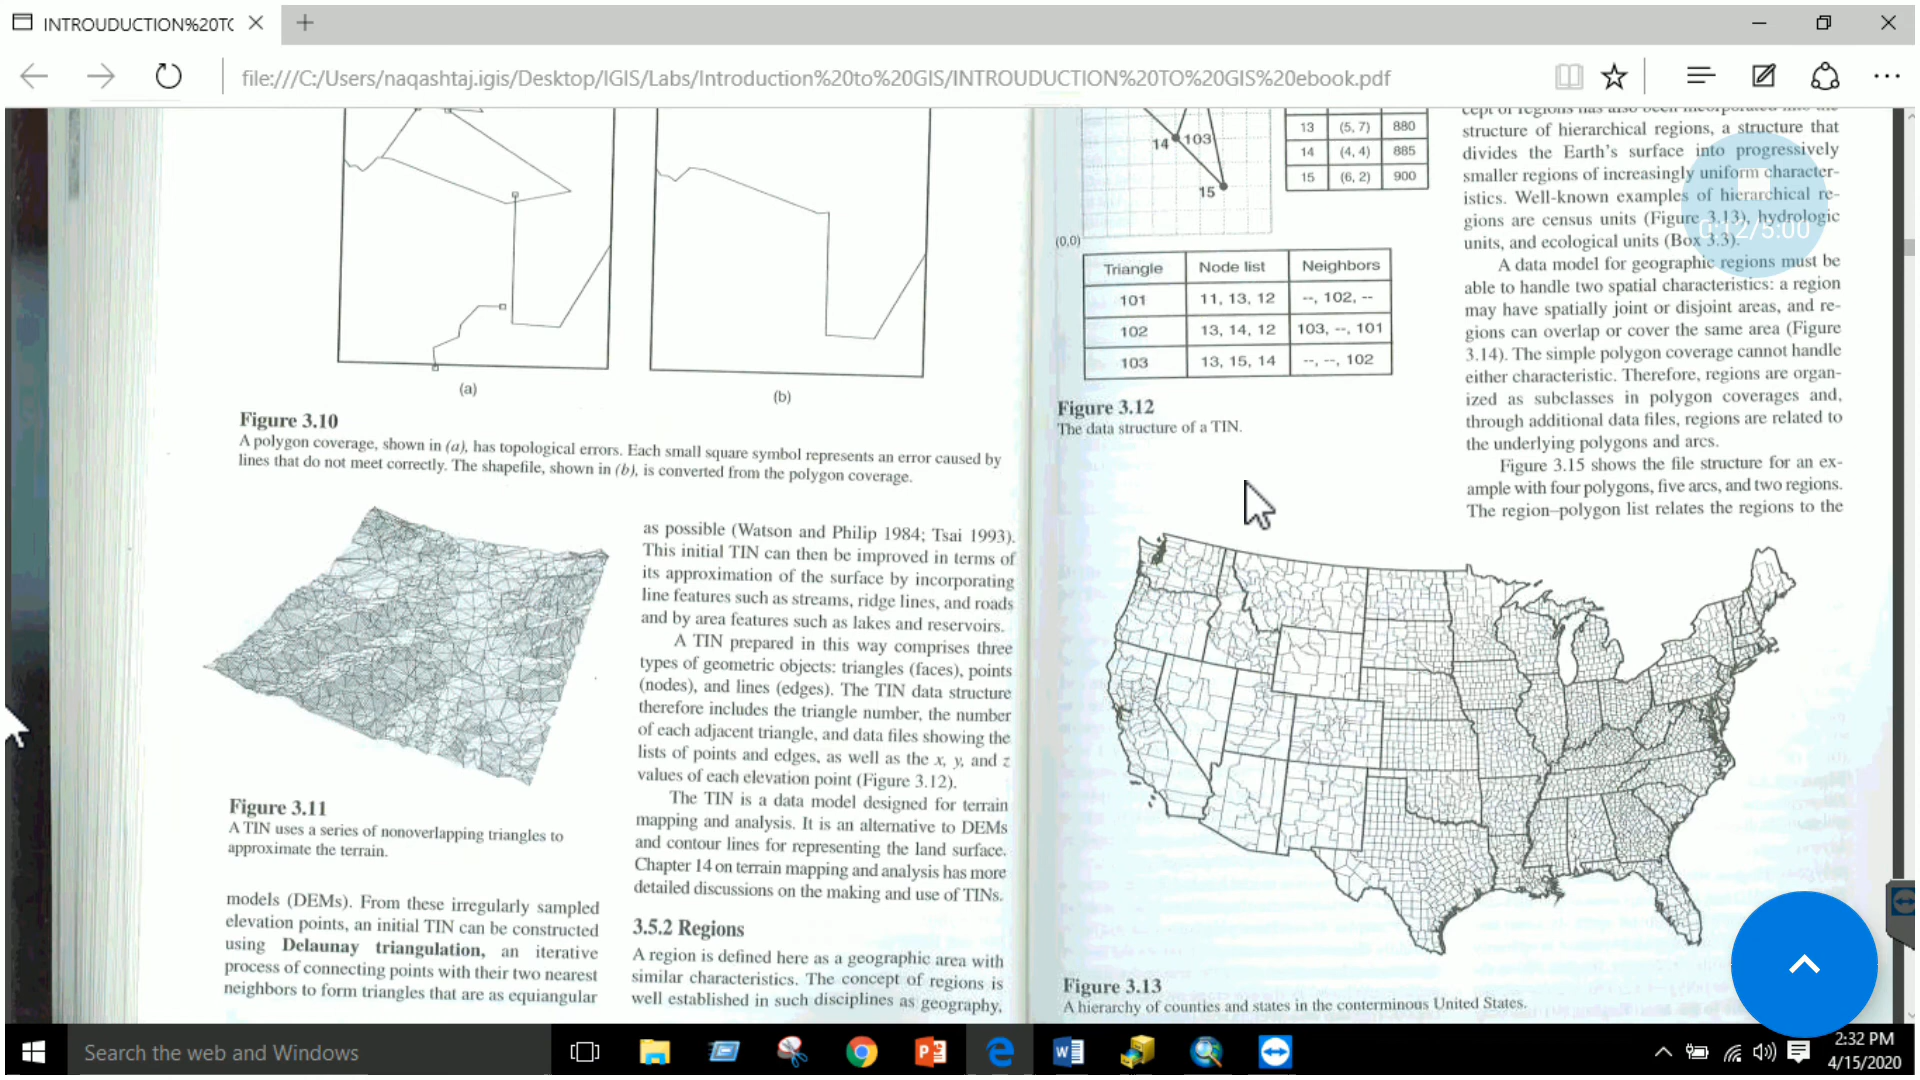 INTROUDUCTION%20T
file:///C:/Users/naqashtaj.igis/Desktop/IGIS/Labs/Introduction%20to%20GIS/INTROUDUCTION%20TO%20GIS%20ebook.pdf
(a)
(b)
Figure 3.10
A polygon coverage, shown in (a), has topological errors. Each small square symbol represents an error caused by
lines that do not meet correctly. The shapefile, shown in (b), is converted from the polygon coverage.
Figure 3.11
A TIN uses a series of nonoverlapping triangles to
approximate the terrain.
models (DEMs). From these irregularly sampled
elevation points, an initial TIN can be constructed
using Delaunay triangulation, an iterative
process of connecting points with their two nearest
neighbors to form triangles that are as equiangular
as possible (Watson and Philip 1984; Tsai 1993).
This initial TIN can then be improved in terms of
its approximation of the surface by incorporating
line features such as streams, ridge lines, and roads
and by area features such as lakes and reservoirs.
A TIN prepared in this way comprises three
types of geometric objects: triangles (faces), points
(nodes), and lines (edges). The TIN data structure
therefore includes the triangle number, the number
of each adjacent triangle, and data files showing the
lists of points and edges, as well as the x, y, and z
values of each elevation point (Figure 3.12).
The TIN is a data model designed for terrain
mapping and analysis. It is an alternative to DEMs
and contour lines for representing the land surface.
Chapter 14 on terrain mapping and analysis has more
detailed discussions on the making and use of TINs.
3.5.2 Regions
A region is defined here as a geographic area with
similar characteristics. The concept of regions is
well established in such disciplines as geography,
14 103
15
(0,0)
13 (5, 7) 880
14 (4, 4) 885
15 (6, 2) 900
Triangle Node list Neighbors
101 11, 13, 12 --, 102, --
102 13, 14, 12 103, --, 101
103 13, 15, 14 --, --, 102
Figure 3.12
The data structure of a TIN.
cept of regions has also been incorporated into the
structure of hierarchical regions, a structure that
divides the Earth's surface into progressively
smaller regions of increasingly uniform character-
istics. Well-known examples of hierarchical re-
gions are census units (Figure 3.13), hydrologic
units, and ecological units (Box 3.3).
0:12/5:00
A data model for geographic regions must be
able to handle two spatial characteristics: a region
may have spatially joint or disjoint areas, and re-
gions can overlap or cover the same area (Figure
3.14). The simple polygon coverage cannot handle
either characteristic. Therefore, regions are organ-
ized as subclasses in polygon coverages and,
through additional data files, regions are related to
the underlying polygons and arcs.
Figure 3.15 shows the file structure for an ex-
ample with four polygons, five arcs, and two regions.
The region–polygon list relates the regions to the
Figure 3.13
A hierarchy of counties and states in the conterminous United States.
Search the web and Windows
2:32 PM
4/15/2020